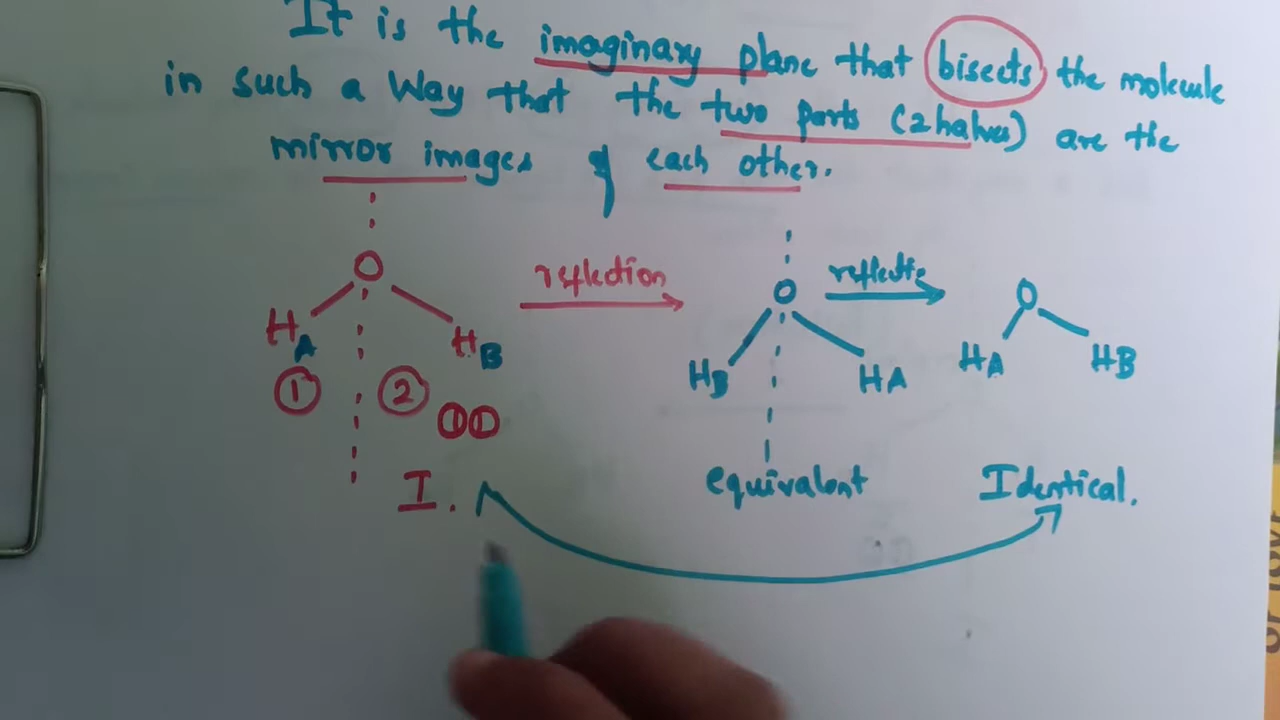 It is the imaginary plane that bisects the molecule
in such a way that the two parts (2 halves) are the
mirror images of each other.
O
HA
HB
1
2
reflection
O
HB
HA
reflectio
O
HA
HB
I.
equivalent
Identical.